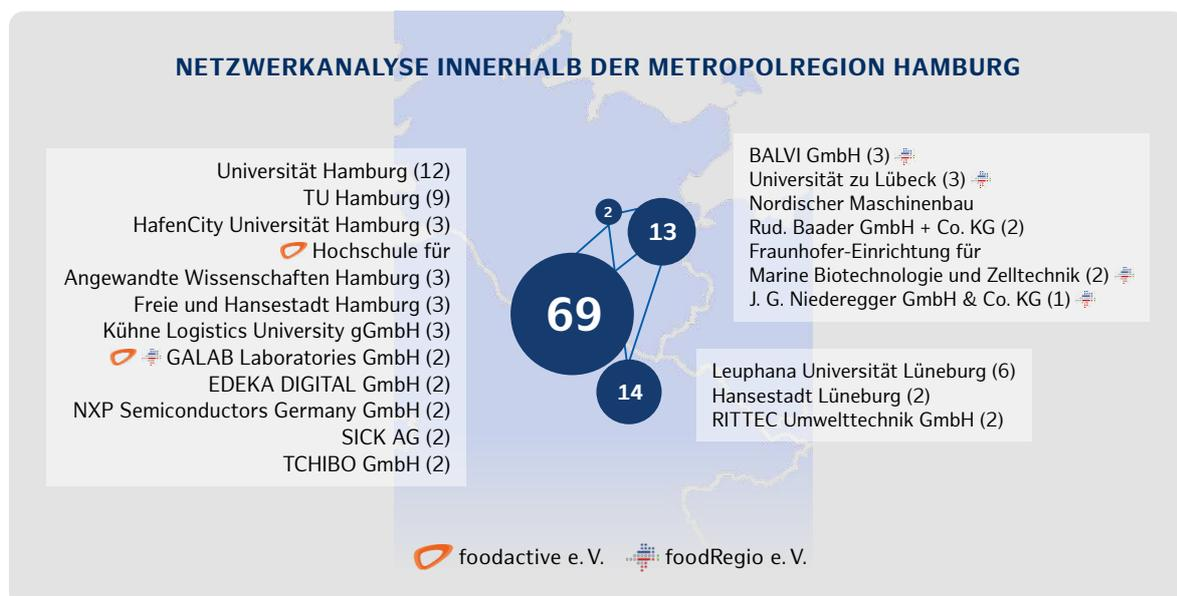 NETZWERKANALYSE INNERHALB DER METROPOLREGION HAMBURG
Universität Hamburg (12)
TU Hamburg (9)
HafenCity Universität Hamburg (3)
Hochschule für
Angewandte Wissenschaften Hamburg (3)
Freie und Hansestadt Hamburg (3)
Kühne Logistics University gGmbH (3)
GALAB Laboratories GmbH (2)
EDEKA DIGITAL GmbH (2)
NXP Semiconductors Germany GmbH (2)
SICK AG (2)
TCHIBO GmbH (2)
2
13
69
14
BALVI GmbH (3)
Universität zu Lübeck (3)
Nordischer Maschinenbau
Rud. Baader GmbH + Co. KG (2)
Fraunhofer-Einrichtung für
Marine Biotechnologie und Zelltechnik (2)
J. G. Niederegger GmbH & Co. KG (1)
Leuphana Universität Lüneburg (6)
Hansestadt Lüneburg (2)
RITTEC Umwelttechnik GmbH (2)
foodactive e. V. foodRegio e. V.